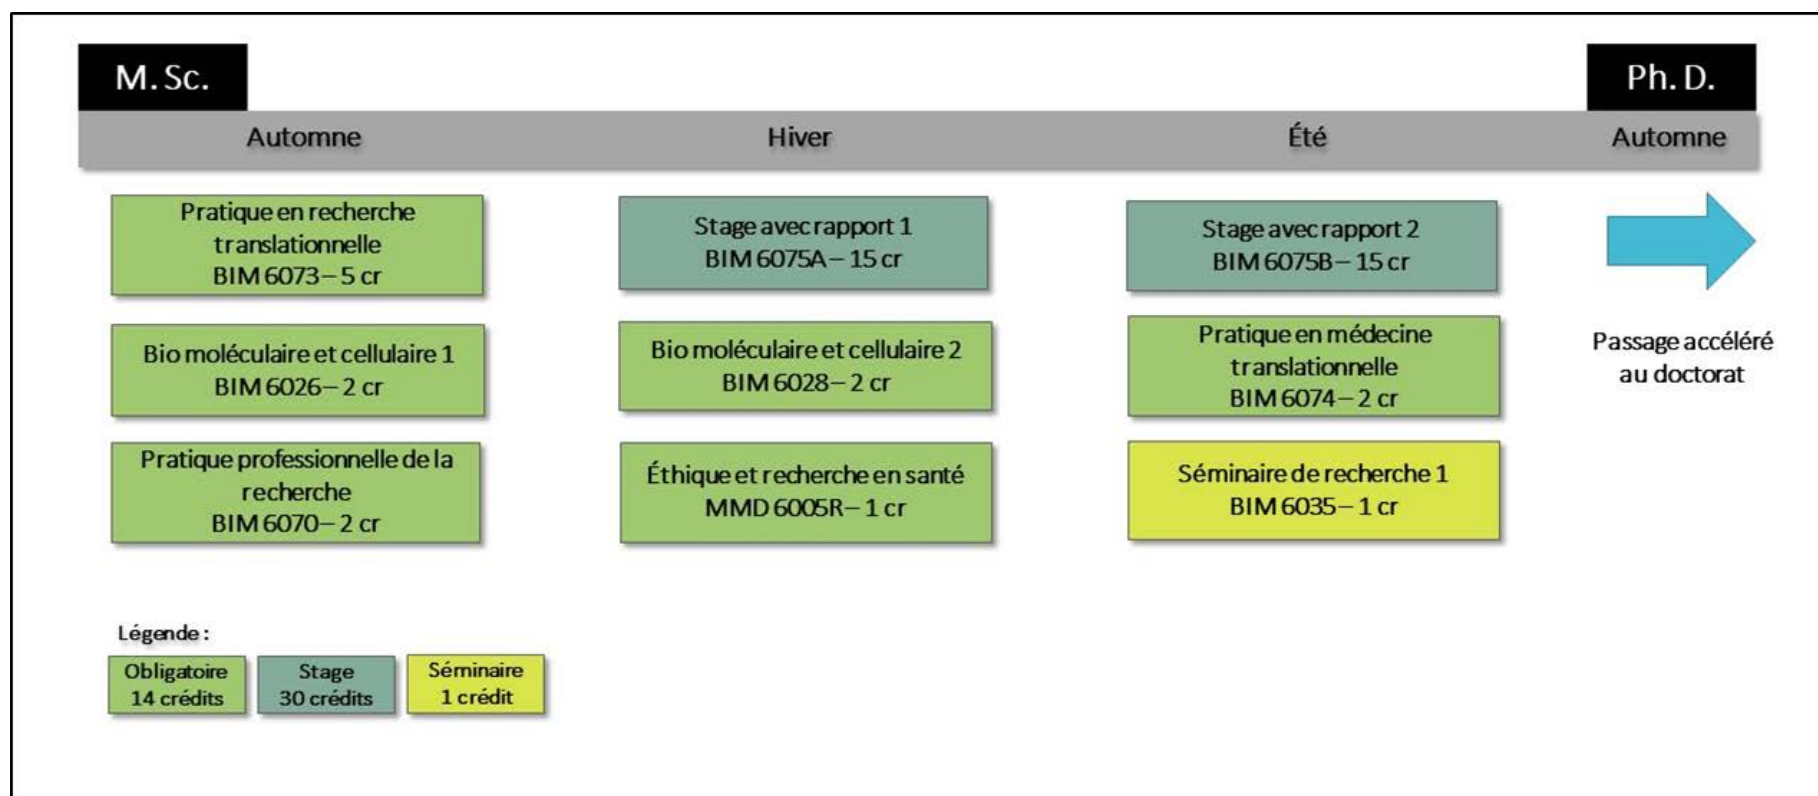 M. Sc.
Ph. D.
Automne
Hiver
Été
Automne
Pratique en recherche
translationnelle
BIM 6073 – 5 cr
Stage avec rapport 1
BIM 6075A – 15 cr
Stage avec rapport 2
BIM 6075B – 15 cr
Bio moléculaire et cellulaire 1
BIM 6026 – 2 cr
Bio moléculaire et cellulaire 2
BIM 6028 – 2 cr
Pratique en médecine
translationnelle
BIM 6074 – 2 cr
Passage accéléré
au doctorat
Pratique professionnelle de la
recherche
BIM 6070 – 2 cr
Éthique et recherche en santé
MMD 6005R – 1 cr
Séminaire de recherche 1
BIM 6035 – 1 cr
Légende :
Obligatoire
14 crédits
Stage
30 crédits
Séminaire
1 crédit